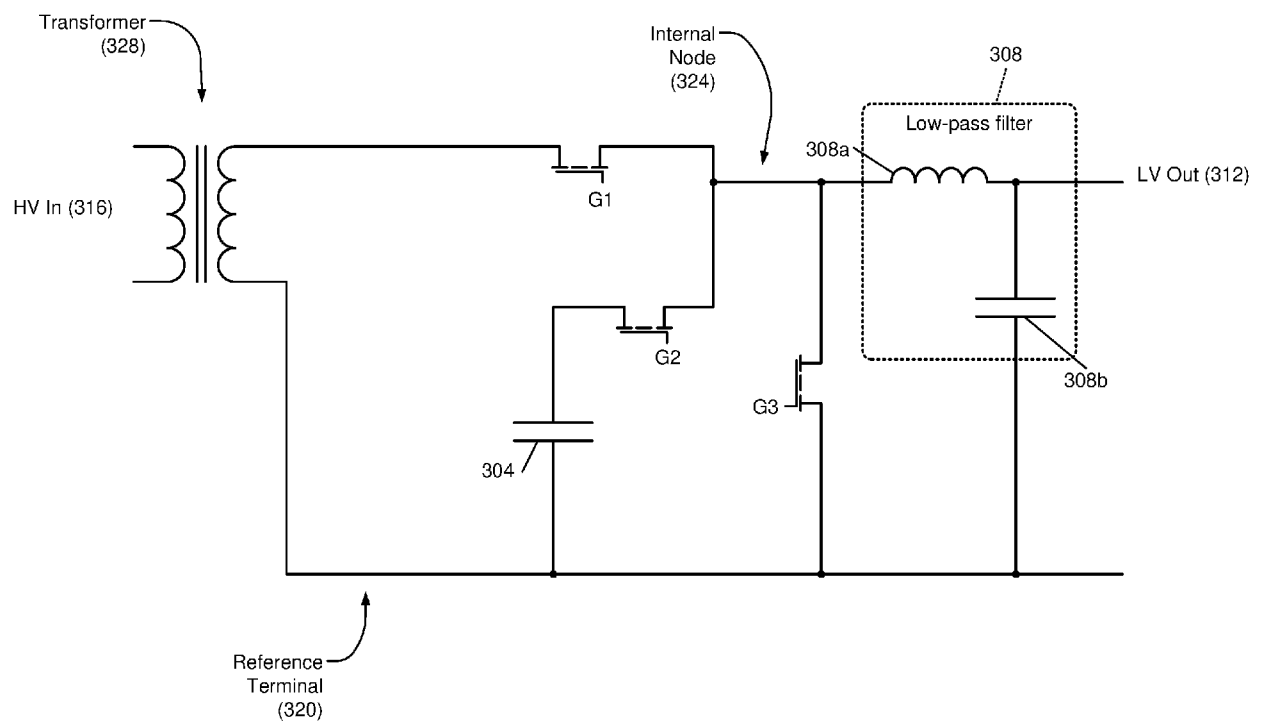 Transformer
(328)
Internal
Node
(324)
308
Low-pass filter
308a
LV Out (312)
HV In (316)
G1
G2
308b
G3
304
Reference
Terminal
(320)